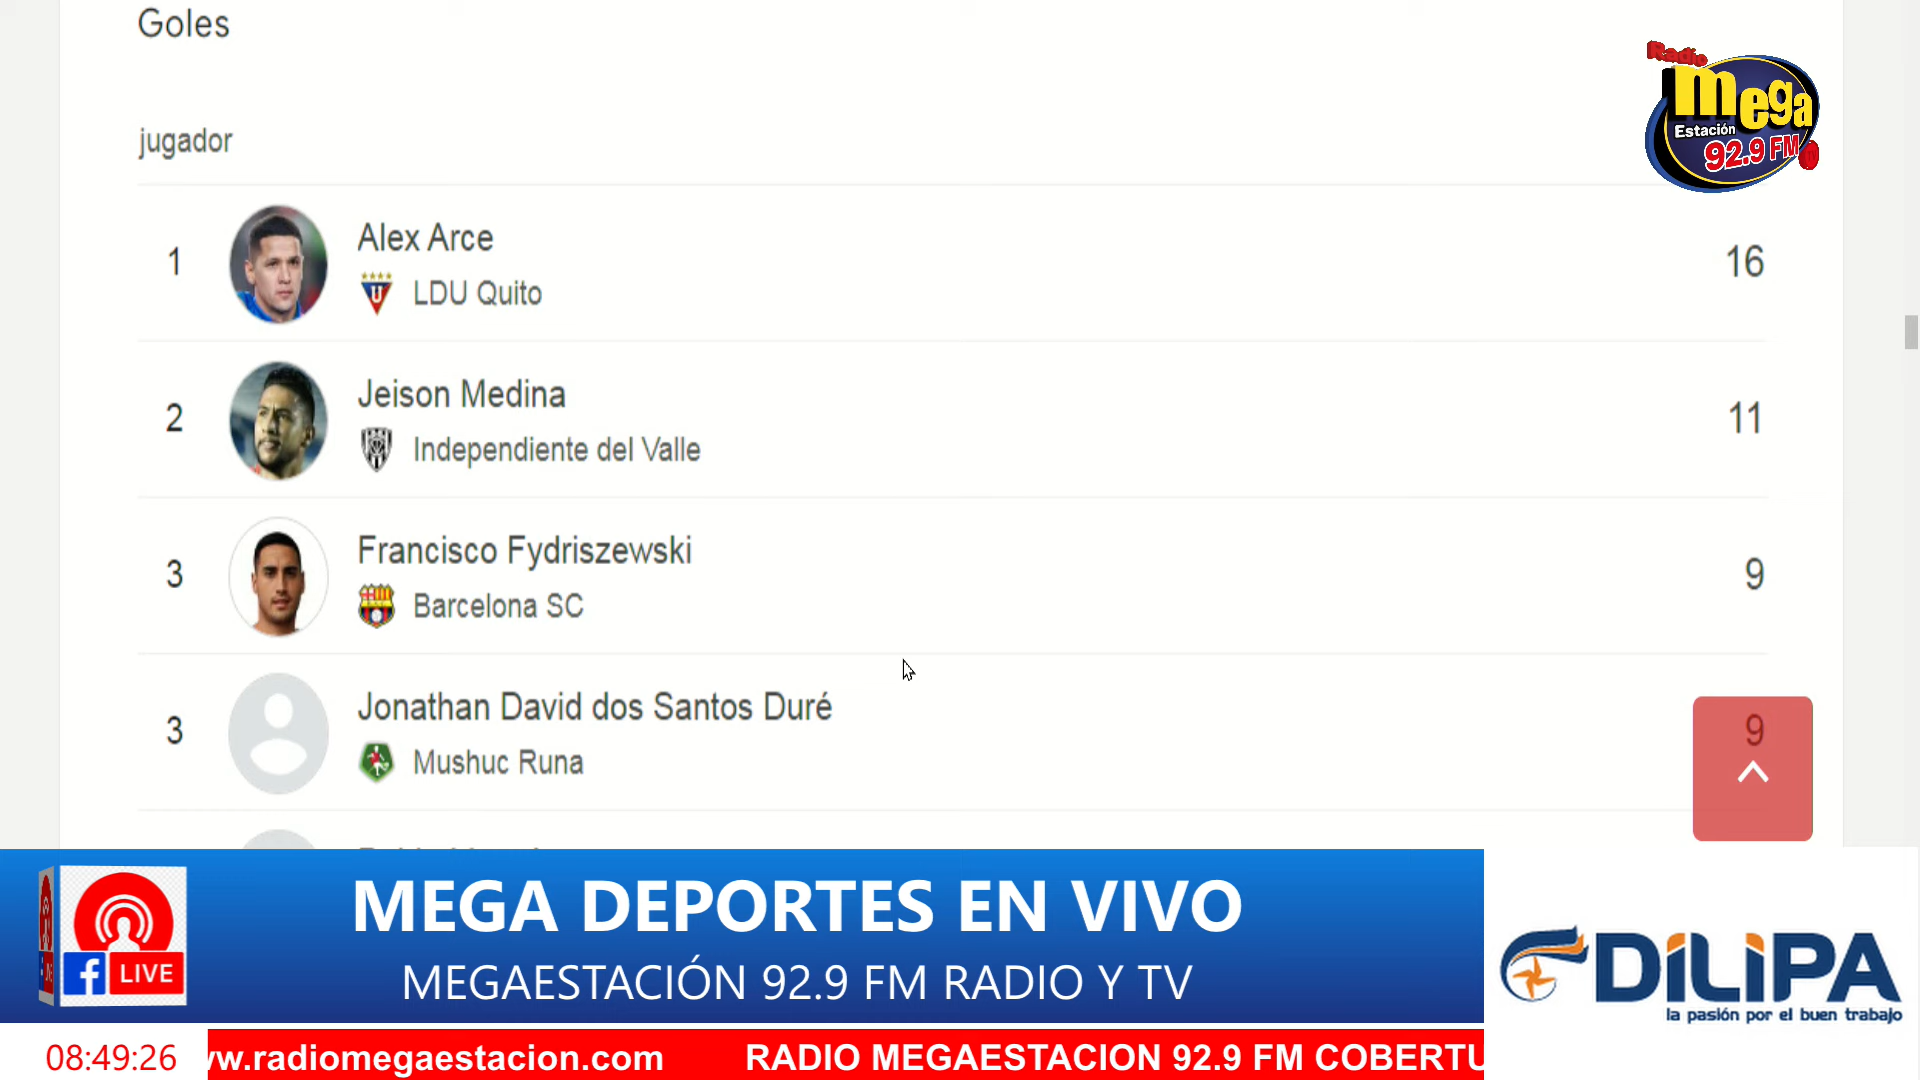 Goles
Radio
mega
Estación
92.9 FM
jugador
1
Alex Arce
LDU Quito
16
2
Jeison Medina
Independiente del Valle
11
3
Francisco Fydriszewski
Barcelona SC
9
3
Jonathan David dos Santos Duré
Mushuc Runa
9
MEGA DEPORTES EN VIVO
MEGAESTACIÓN 92.9 FM RADIO Y TV
LIVE
DiLiPA
la pasión por el buen trabajo
08:49:26
ww.radiomegaestacion.com RADIO MEGAESTACION 92.9 FM COBERTU